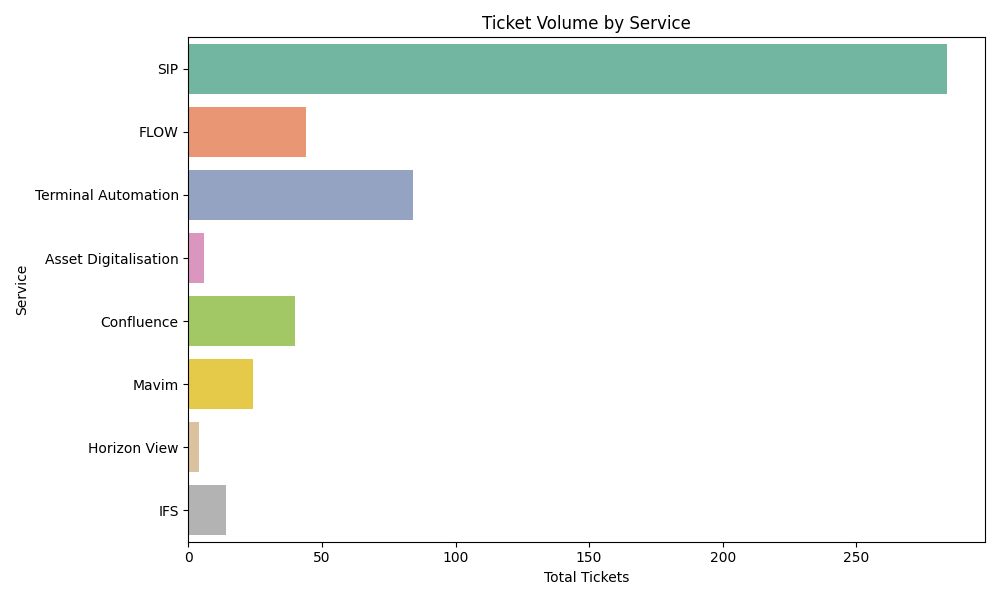 Ticket Volume by Service
SIP
FLOW
Terminal Automation
Asset Digitalisation
Confluence
Mavim
Horizon View
IFS
Service
0 50 100 150 200 250
Total Tickets